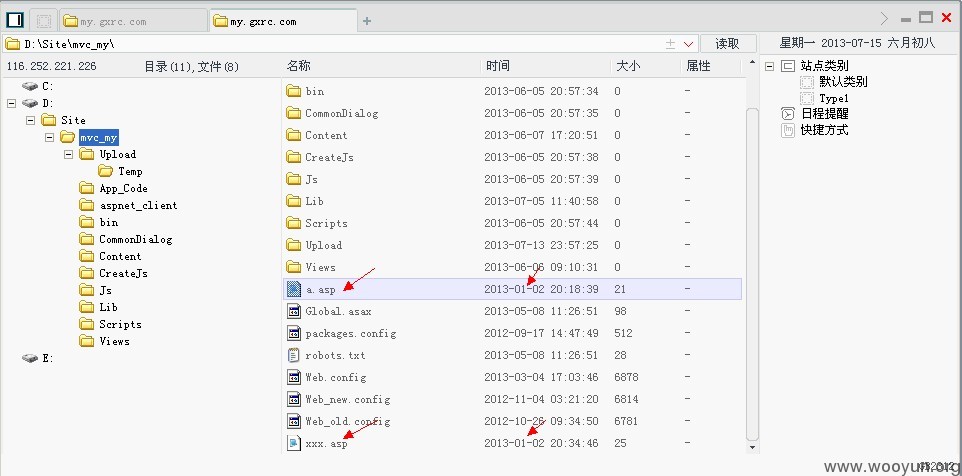 my.gxrc.com my.gxrc.com +
D:\Site\mvc_my\ 读取 星期一 2013-07-15 六月初八
116.252.221.226 目录(11),文件(8) 名称 时间 大小 属性
C:
D:
Site
mvc_my
Upload
Temp
App_Code
aspnet_client
bin
CommonDialog
Content
CreateJs
Js
Lib
Scripts
Views
E:
bin 2013-06-05 20:57:34 0 -
CommonDialog 2013-06-05 20:57:35 0 -
Content 2013-06-07 17:20:51 0 -
CreateJs 2013-06-05 20:57:38 0 -
Js 2013-06-05 20:57:39 0 -
Lib 2013-07-05 11:40:58 0 -
Scripts 2013-06-05 20:57:44 0 -
Upload 2013-07-13 23:57:25 0 -
Views 2013-06-06 09:10:31 0 -
a.asp 2013-01-02 20:18:39 21 -
Global.asax 2013-05-08 11:26:51 98 -
packages.config 2012-09-17 14:47:49 512 -
robots.txt 2013-05-08 11:26:51 28 -
Web.config 2013-03-04 17:03:46 6878 -
Web_new.config 2012-11-04 03:21:20 6814 -
Web_old.config 2012-10-26 09:34:50 6781 -
xxx.asp 2013-01-02 20:34:46 25 -
站点类别
默认类别
Type1
日程提醒
快捷方式
www.wooyun.org